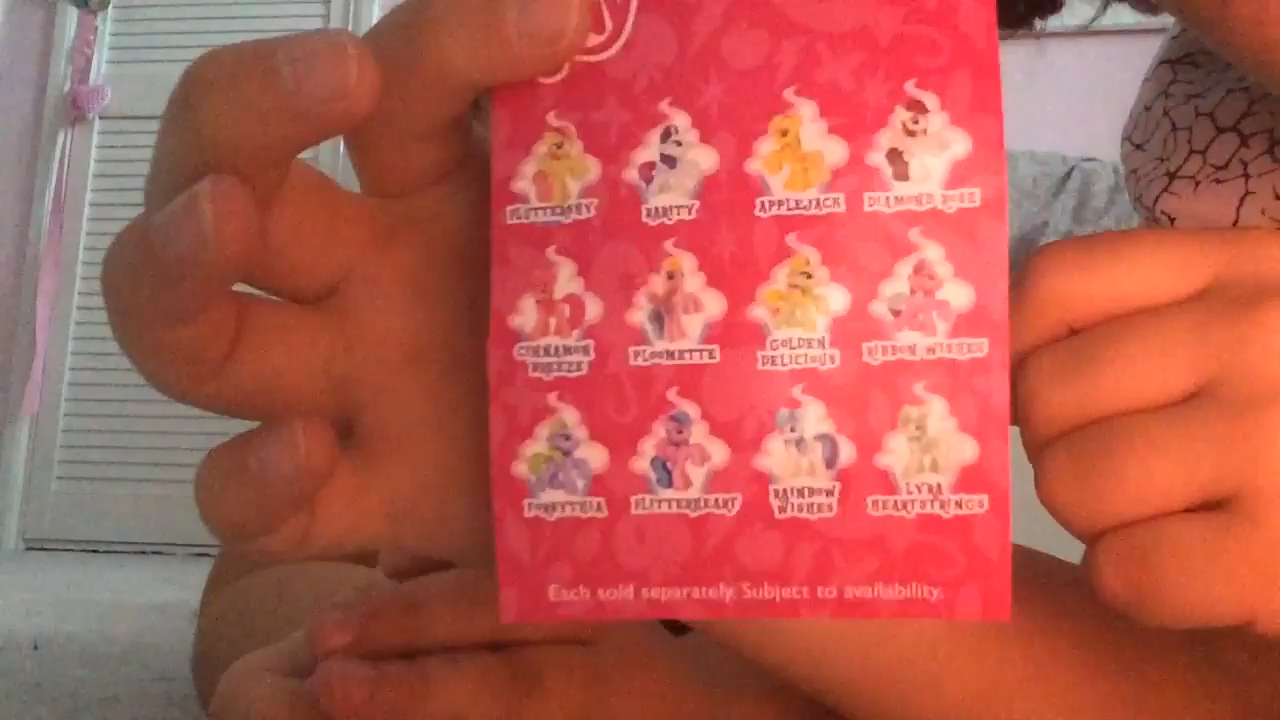 FLUTTERSHY RARITY APPLEJACK DIAMOND ROSE
CINNAMON BREEZE PLUMSWEET GOLDEN DELICIOUS RIBBON WISHES
FORSYTHIA FLITTERHEART RAINBOW WISHES LYRA HEARTSTRINGS
Each sold separately. Subject to availability.